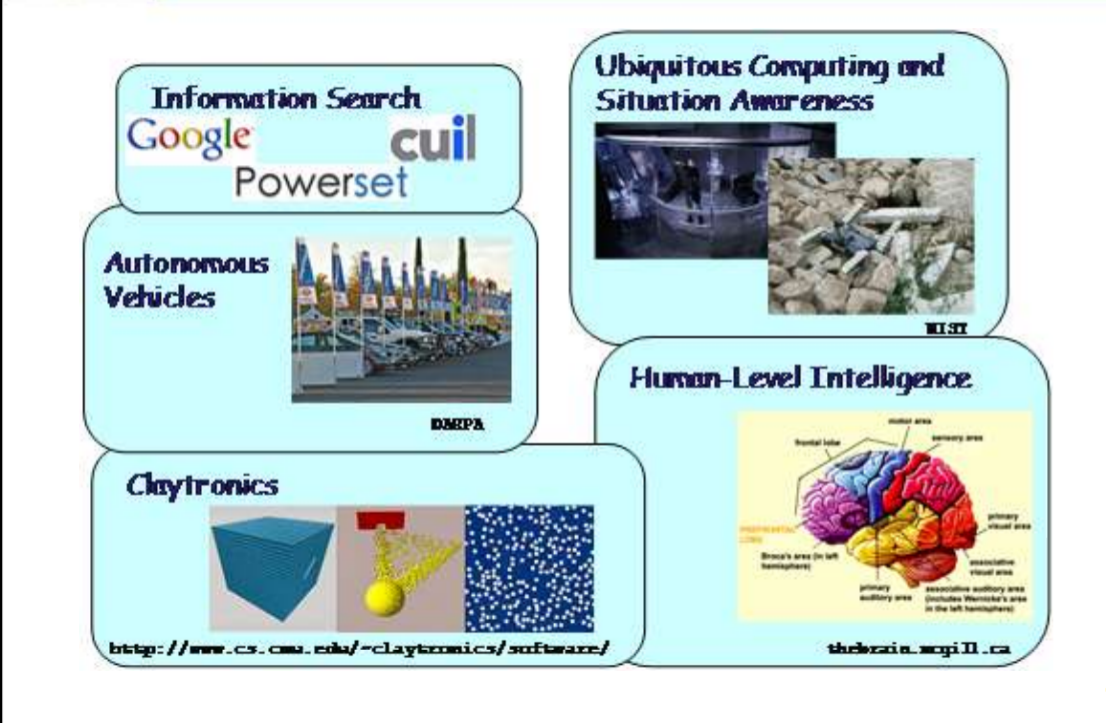 Information Search
Google
cuil
Powerset
Autonomous
Vehicles
DARPA
Claytronics
http://www.cs.cmu.edu/~claytronics/software/
Ubiquitous Computing and
Situation Awareness
NIST
Human-Level Intelligence
motor area
frontal lobe
sensory area
PREFRONTAL
LOBE
Broca's area (in left
hemisphere)
primary
visual area
associative
visual area
primary
auditory area
associative auditory area
(includes Wernicke's area
in the left hemisphere)
thebrain.mcgill.ca